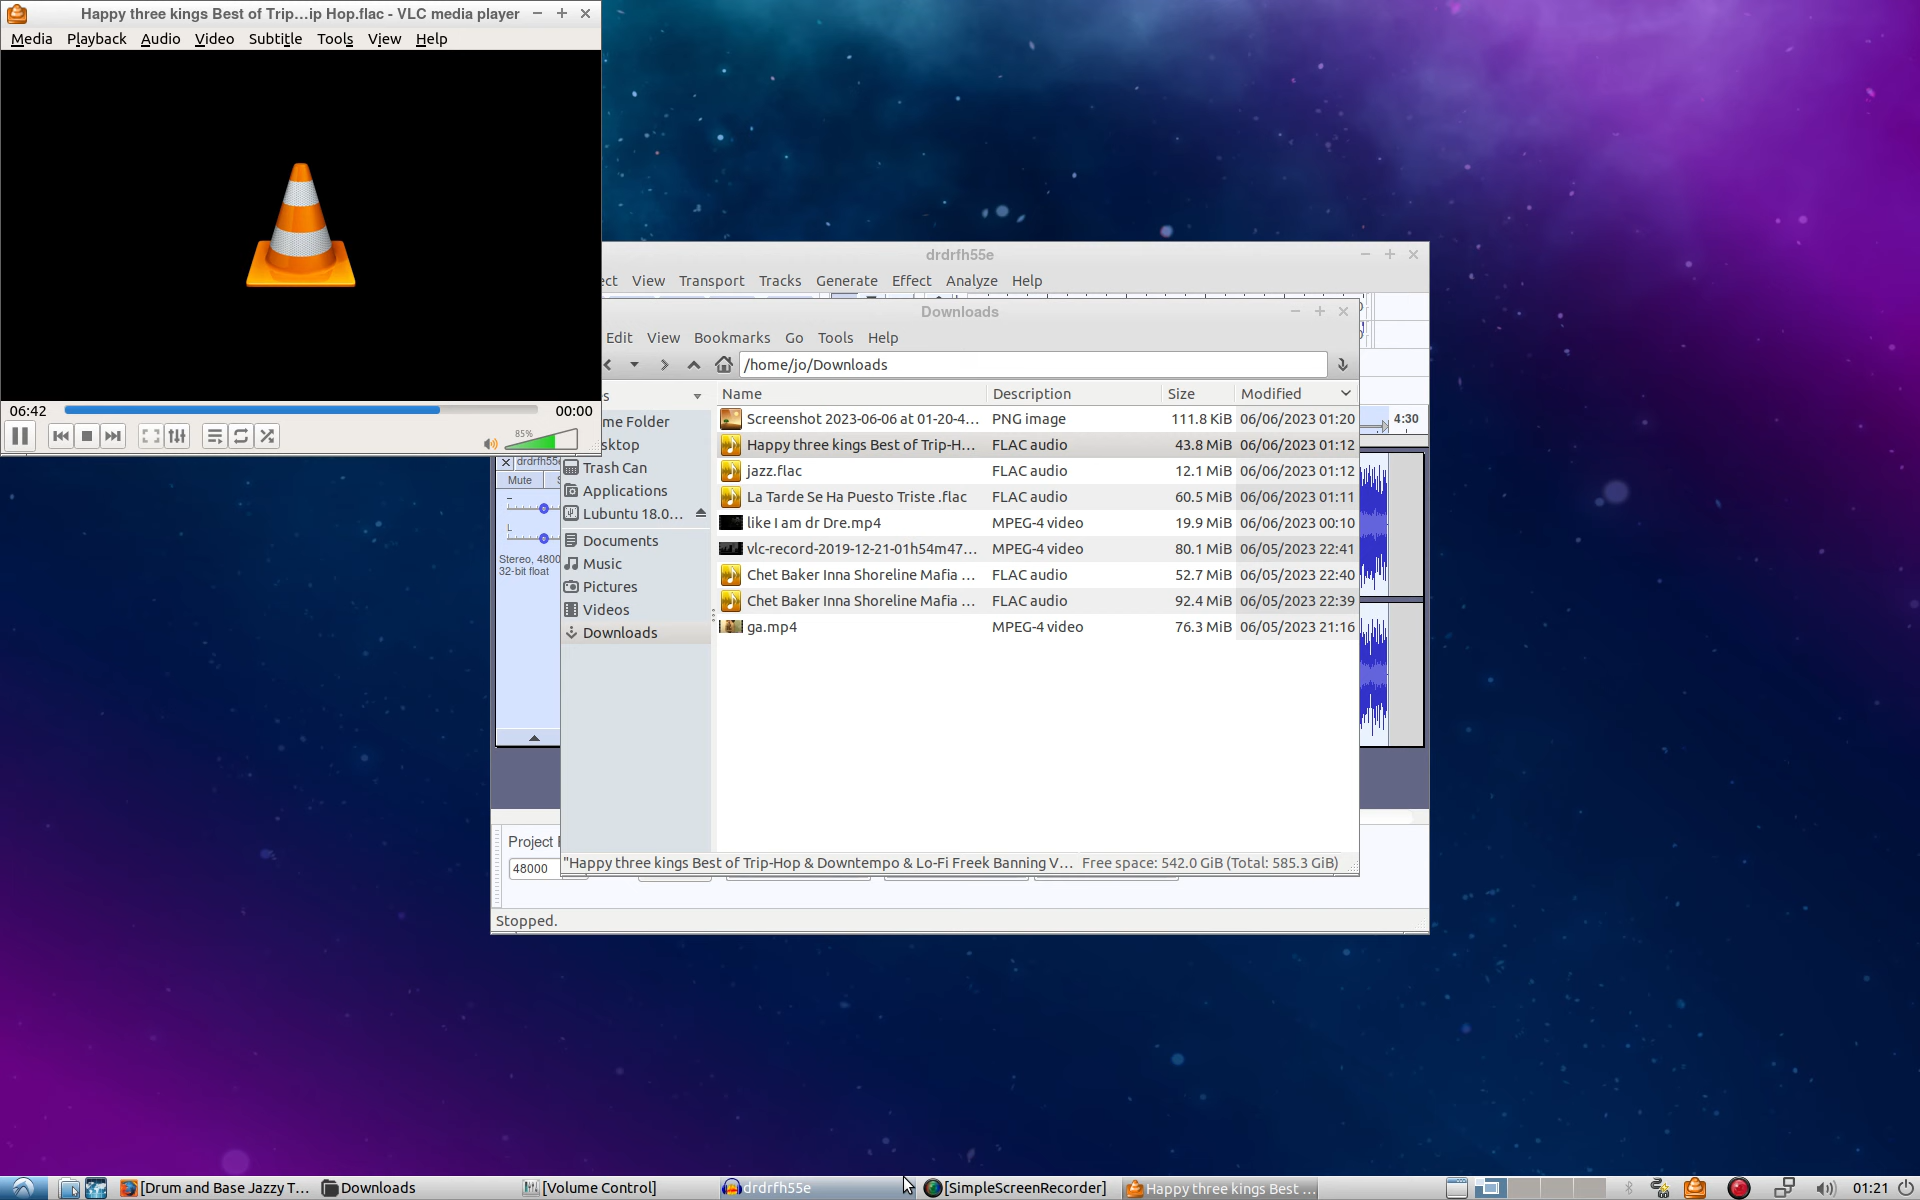 Happy three kings Best of Trip...ip Hop.flac - VLC media player
Media Playback Audio Video Subtitle Tools View Help
06:42 00:00
85%
drdrfh55e
ect View Transport Tracks Generate Effect Analyze Help
Downloads
Edit View Bookmarks Go Tools Help
/home/jo/Downloads
s Name Description Size Modified
me Folder
sktop
Trash Can
Applications
Lubuntu 18.0...
Documents
Music
Pictures
Videos
Downloads
Screenshot 2023-06-06 at 01-20-4... PNG image 111.8 KiB 06/06/2023 01:20
Happy three kings Best of Trip-H... FLAC audio 43.8 MiB 06/06/2023 01:12
jazz.flac FLAC audio 12.1 MiB 06/06/2023 01:12
La Tarde Se Ha Puesto Triste .flac FLAC audio 60.5 MiB 06/06/2023 01:11
like I am dr Dre.mp4 MPEG-4 video 19.9 MiB 06/06/2023 00:10
vlc-record-2019-12-21-01h54m47... MPEG-4 video 80.1 MiB 06/05/2023 22:41
Chet Baker Inna Shoreline Mafia ... FLAC audio 52.7 MiB 06/05/2023 22:40
Chet Baker Inna Shoreline Mafia ... FLAC audio 92.4 MiB 06/05/2023 22:39
ga.mp4 MPEG-4 video 76.3 MiB 06/05/2023 21:16
4:30
drdrfh55e
Mute S
L
Stereo, 4800
32-bit float
"Happy three kings Best of Trip-Hop & Downtempo & Lo-Fi Freek Banning V... Free space: 542.0 GiB (Total: 585.3 GiB)
Project
48000
Stopped.
[Drum and Base Jazzy T... Downloads [Volume Control] drdrfh55e [SimpleScreenRecorder] Happy three kings Best ... 01:21